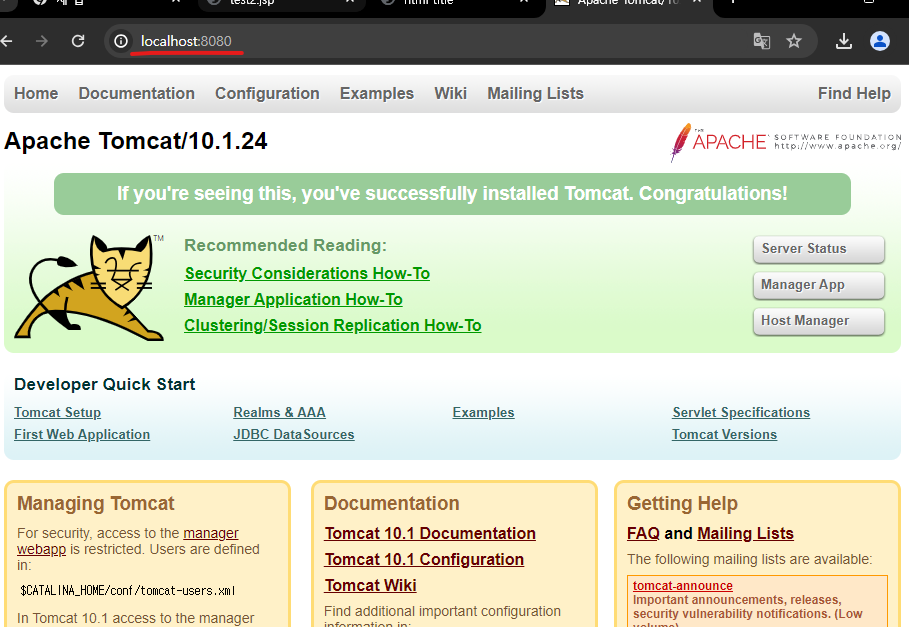 test2.jsp
html title
Apache Tomcat/10
localhost:8080
Home Documentation Configuration Examples Wiki Mailing Lists Find Help
Apache Tomcat/10.1.24
THE
APACHE
SOFTWARE FOUNDATION
http://www.apache.org/
If you're seeing this, you've successfully installed Tomcat. Congratulations!
TM
Recommended Reading:
Security Considerations How-To
Manager Application How-To
Clustering/Session Replication How-To
Server Status
Manager App
Host Manager
Developer Quick Start
Tomcat Setup
First Web Application
Realms & AAA
JDBC DataSources
Examples
Servlet Specifications
Tomcat Versions
Managing Tomcat
For security, access to the manager
webapp is restricted. Users are defined
in:
$CATALINA_HOME/conf/tomcat-users.xml
In Tomcat 10.1 access to the manager
Documentation
Tomcat 10.1 Documentation
Tomcat 10.1 Configuration
Tomcat Wiki
Find additional important configuration
information in:
Getting Help
FAQ and Mailing Lists
The following mailing lists are available:
tomcat-announce
Important announcements, releases,
security vulnerability notifications. (Low
volume).